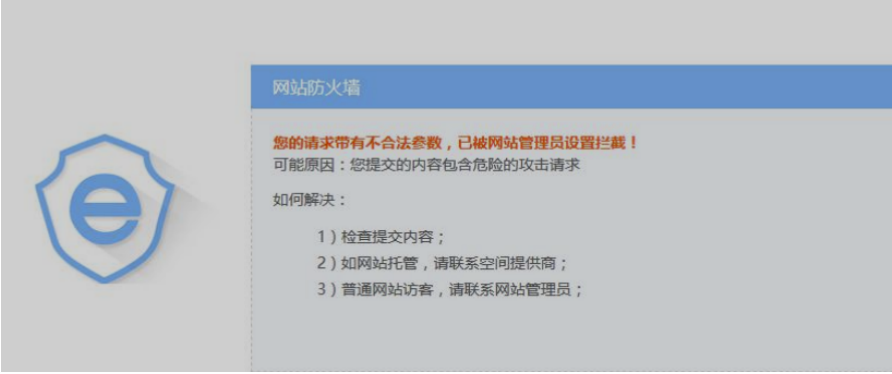 网站防火墙
您的请求带有不合法参数，已被网站管理员设置拦截！
可能原因：您提交的内容包含危险的攻击请求
如何解决：
1）检查提交内容；
2）如网站托管，请联系空间提供商；
3）普通网站访客，请联系网站管理员；